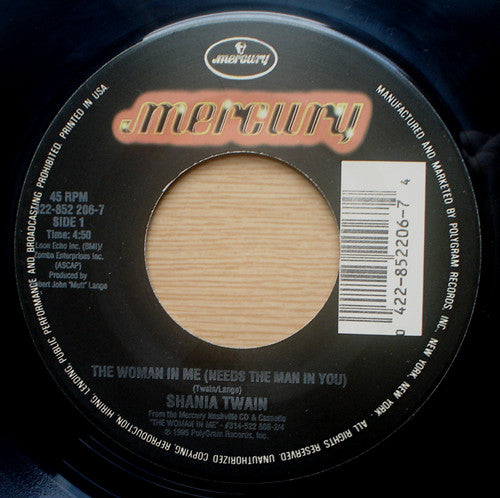 mercury
mercury
45 RPM
422-852 206-7
SIDE 1
Time: 4:50
Loon Echo Inc. (BMI)/
Zomba Enterprises Inc.
(ASCAP)
Produced by
Robert John "Mutt" Lange
4
0 422-852206-7
THE WOMAN IN ME (NEEDS THE MAN IN YOU)
(Twain/Lange)
SHANIA TWAIN
From the Mercury Nashville CD & Cassette
"THE WOMAN IN ME" - #314-522 886-2/4
℗ 1995 PolyGram Records, Inc.
MANUFACTURED AND MARKETED BY POLYGRAM RECORDS INC. NEW YORK, NEW YORK. ALL RIGHTS RESERVED. UNAUTHORIZED COPYING, REPRODUCTION, HIRING, LENDING, PUBLIC PERFORMANCE AND BROADCASTING PROHIBITED. PRINTED IN USA